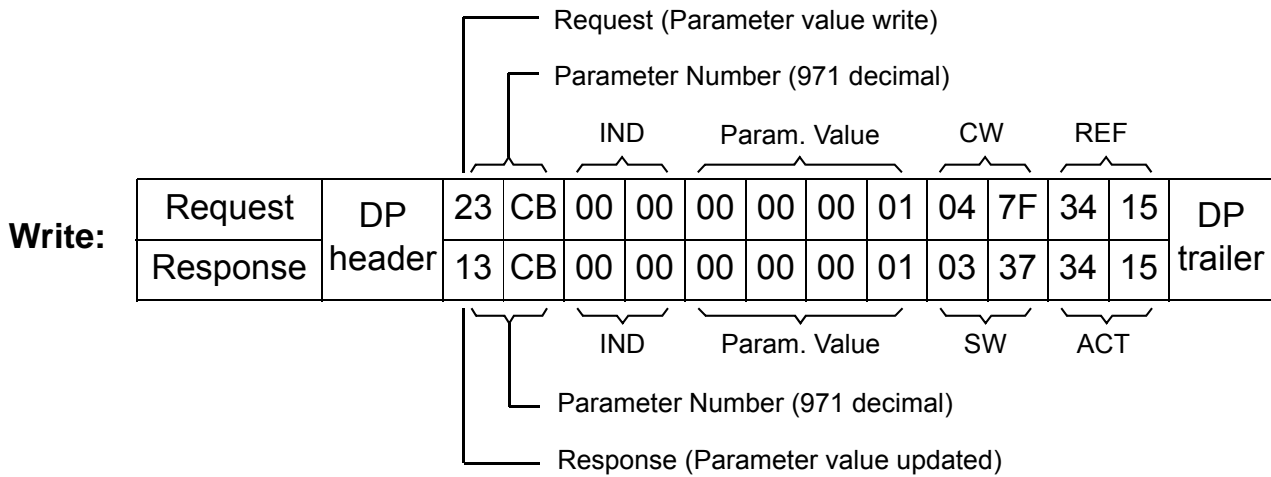 Request (Parameter value write)
Parameter Number (971 decimal)
IND Param. Value CW REF
Write:
Request DP header 23 CB 00 00 00 00 00 01 04 7F 34 15 DP trailer
Response 13 CB 00 00 00 00 00 01 03 37 34 15
IND Param. Value SW ACT
Parameter Number (971 decimal)
Response (Parameter value updated)